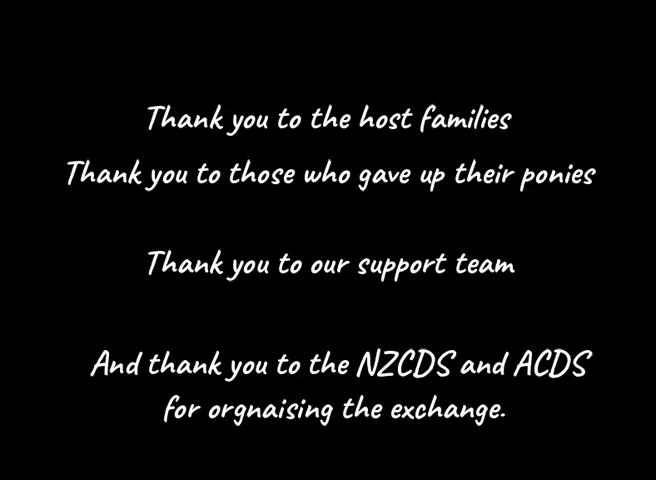 Thank you to the host families
Thank you to those who gave up their ponies
Thank you to our support team
And thank you to the NZCDS and ACDS
for orgnaising the exchange.